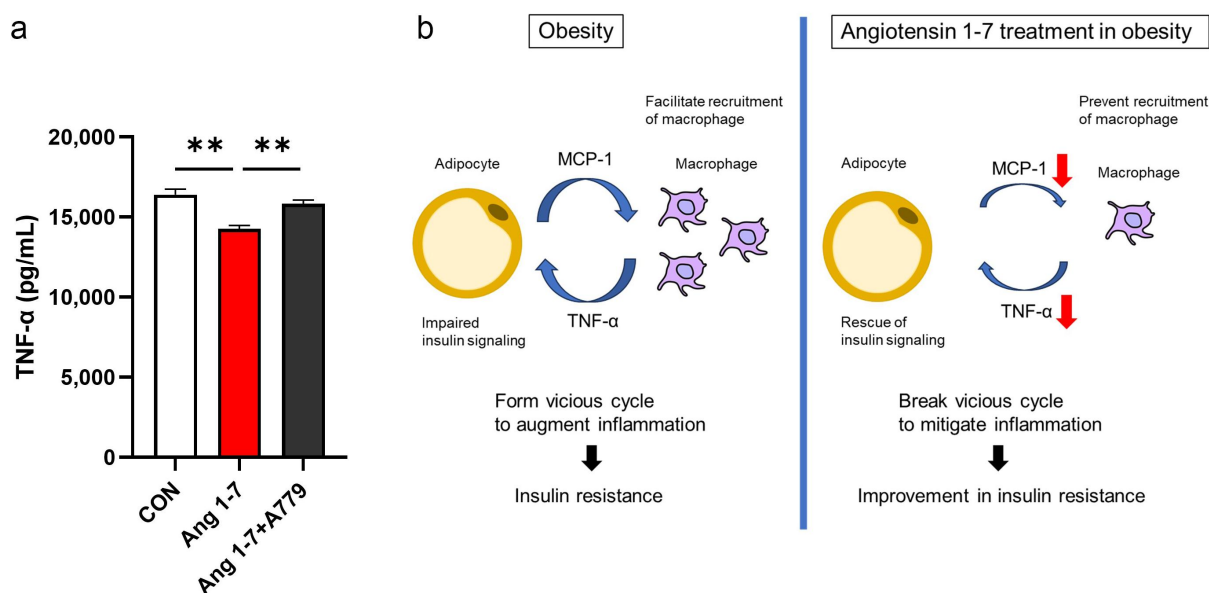 a
TNF-α (pg/mL)
20,000
15,000
10,000
5,000
0
** **
CON
Ang 1-7
Ang 1-7+A779
b
Obesity
Facilitate recruitment
of macrophage
Adipocyte
MCP-1
Macrophage
TNF-α
Impaired
insulin signaling
Form vicious cycle
to augment inflammation
Insulin resistance
Angiotensin 1-7 treatment in obesity
Prevent recruitment
of macrophage
Adipocyte
MCP-1
Macrophage
TNF-α
Rescue of
insulin signaling
Break vicious cycle
to mitigate inflammation
Improvement in insulin resistance